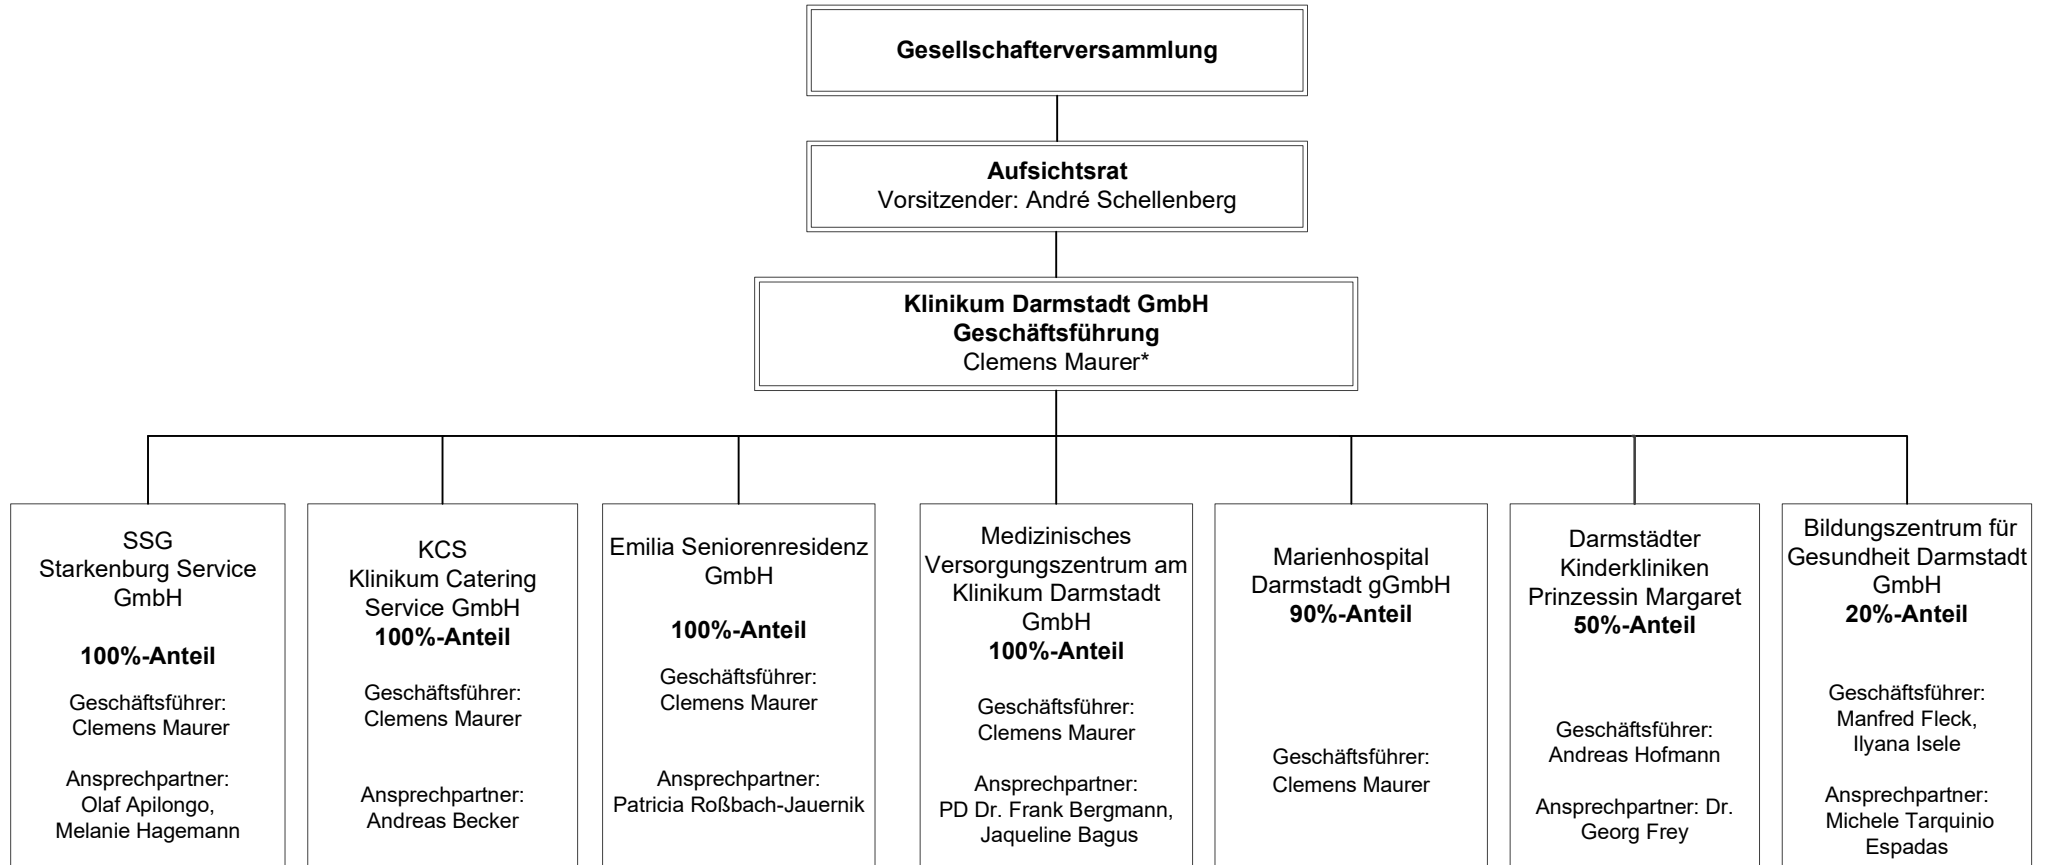 Gesellschafterversammlung
Aufsichtsrat
Vorsitzender: André Schellenberg
Klinikum Darmstadt GmbH
Geschäftsführung
Clemens Maurer*
SSG
Starkenburg Service
GmbH
100%-Anteil
Geschäftsführer:
Clemens Maurer
Ansprechpartner:
Olaf Apilongo,
Melanie Hagemann
KCS
Klinikum Catering
Service GmbH
100%-Anteil
Geschäftsführer:
Clemens Maurer
Ansprechpartner:
Andreas Becker
Emilia Seniorenresidenz
GmbH
100%-Anteil
Geschäftsführer:
Clemens Maurer
Ansprechpartner:
Patricia Roßbach-Jauernik
Medizinisches
Versorgungszentrum am
Klinikum Darmstadt
GmbH
100%-Anteil
Geschäftsführer:
Clemens Maurer
Ansprechpartner:
PD Dr. Frank Bergmann,
Jaqueline Bagus
Marienhospital
Darmstadt gGmbH
90%-Anteil
Geschäftsführer:
Clemens Maurer
Darmstädter
Kinderkliniken
Prinzessin Margaret
50%-Anteil
Geschäftsführer:
Andreas Hofmann
Ansprechpartner: Dr.
Georg Frey
Bildungszentrum für
Gesundheit Darmstadt
GmbH
20%-Anteil
Geschäftsführer:
Manfred Fleck,
Ilyana Isele
Ansprechpartner:
Michele Tarquinio
Espadas